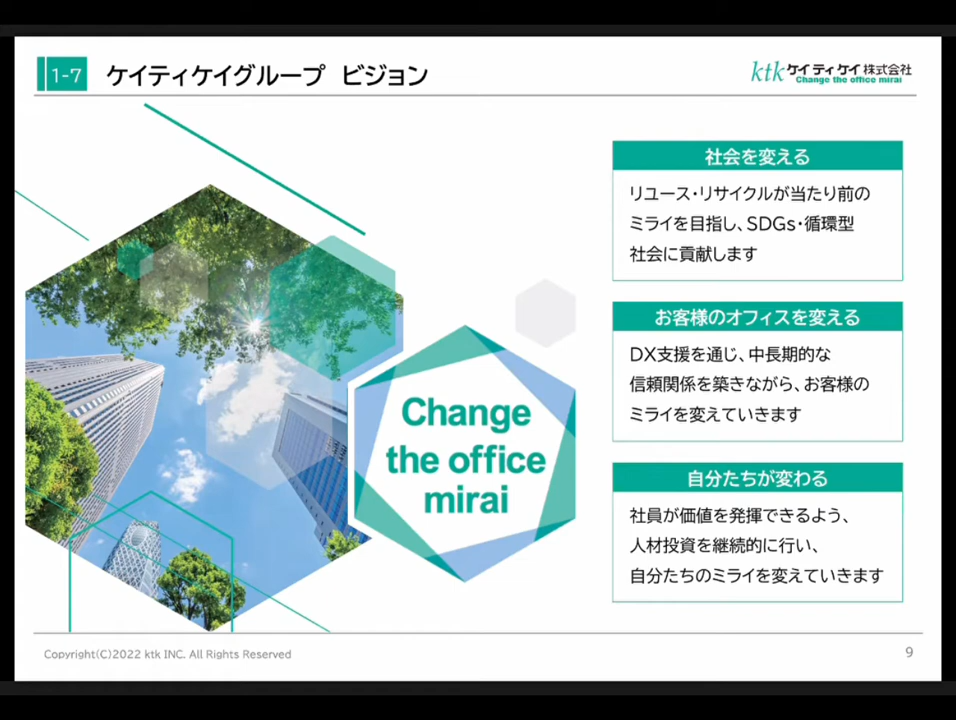 1-7 ケイティケイグループ ビジョン
ktk ケイティケイ 株式会社
Change the office mirai
Change
the office
mirai
社会を変える
リユース・リサイクルが当たり前の
ミライを目指し、SDGs・循環型
社会に貢献します
お客様のオフィスを変える
DX支援を通じ、中長期的な
信頼関係を築きながら、お客様の
ミライを変えていきます
自分たちが変わる
社員が価値を発揮できるよう、
人材投資を継続的に行い、
自分たちのミライを変えていきます
Copyright(C)2022 ktk INC. All Rights Reserved
9